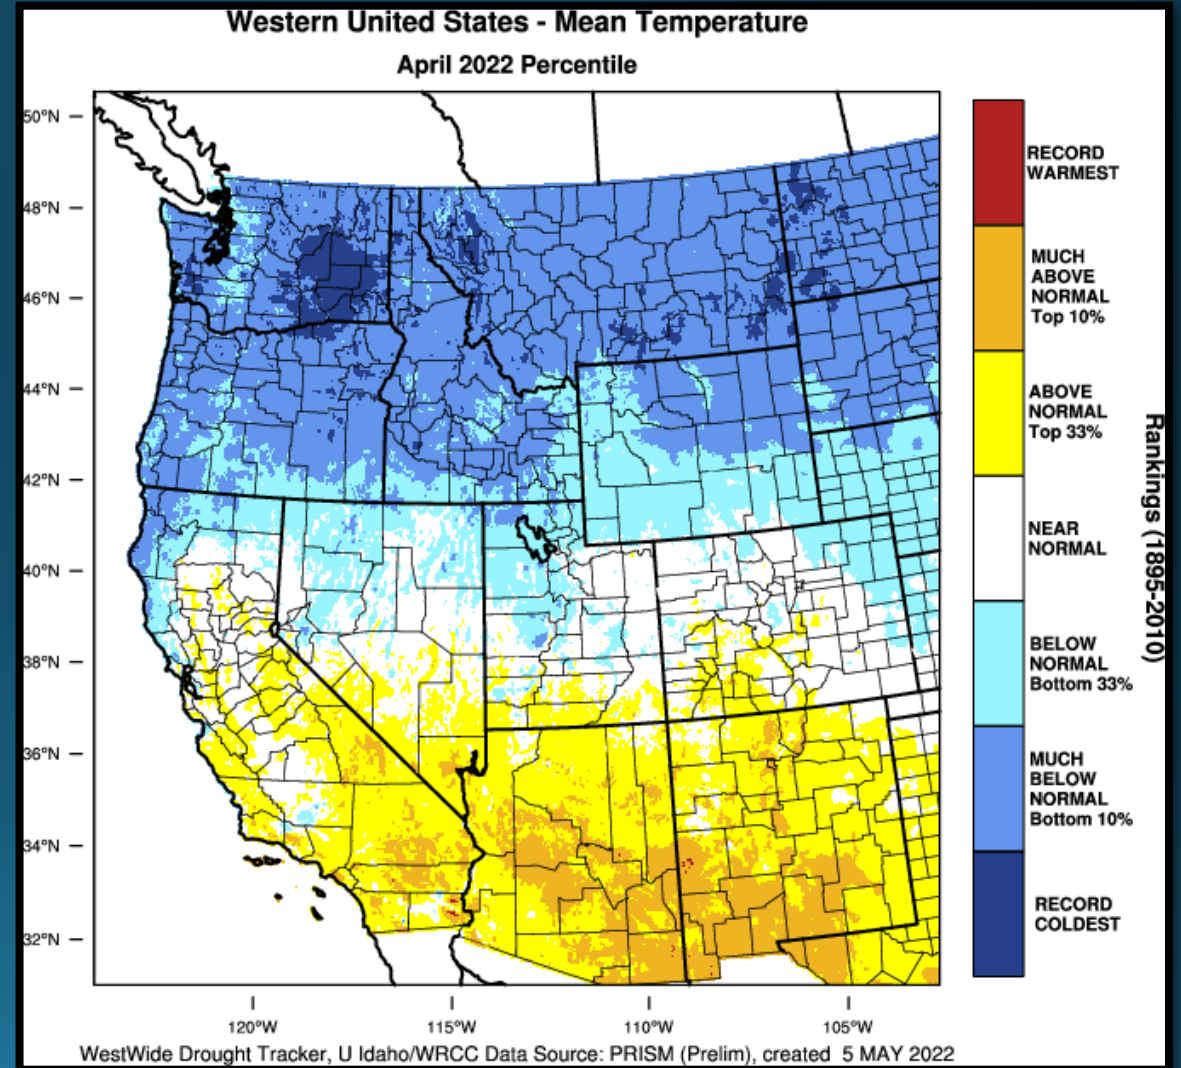 Western United States - Mean Temperature
April 2022 Percentile
50°N
48°N
46°N
44°N
42°N
40°N
38°N
36°N
34°N
32°N
120°W
115°W
110°W
105°W
RECORD
WARMEST
MUCH
ABOVE
NORMAL
Top 10%
ABOVE
NORMAL
Top 33%
NEAR
NORMAL
BELOW
NORMAL
Bottom 33%
MUCH
BELOW
NORMAL
Bottom 10%
RECORD
COLDEST
Rankings (1895-2010)
WestWide Drought Tracker, U Idaho/WRCC Data Source: PRISM (Prelim), created 5 MAY 2022